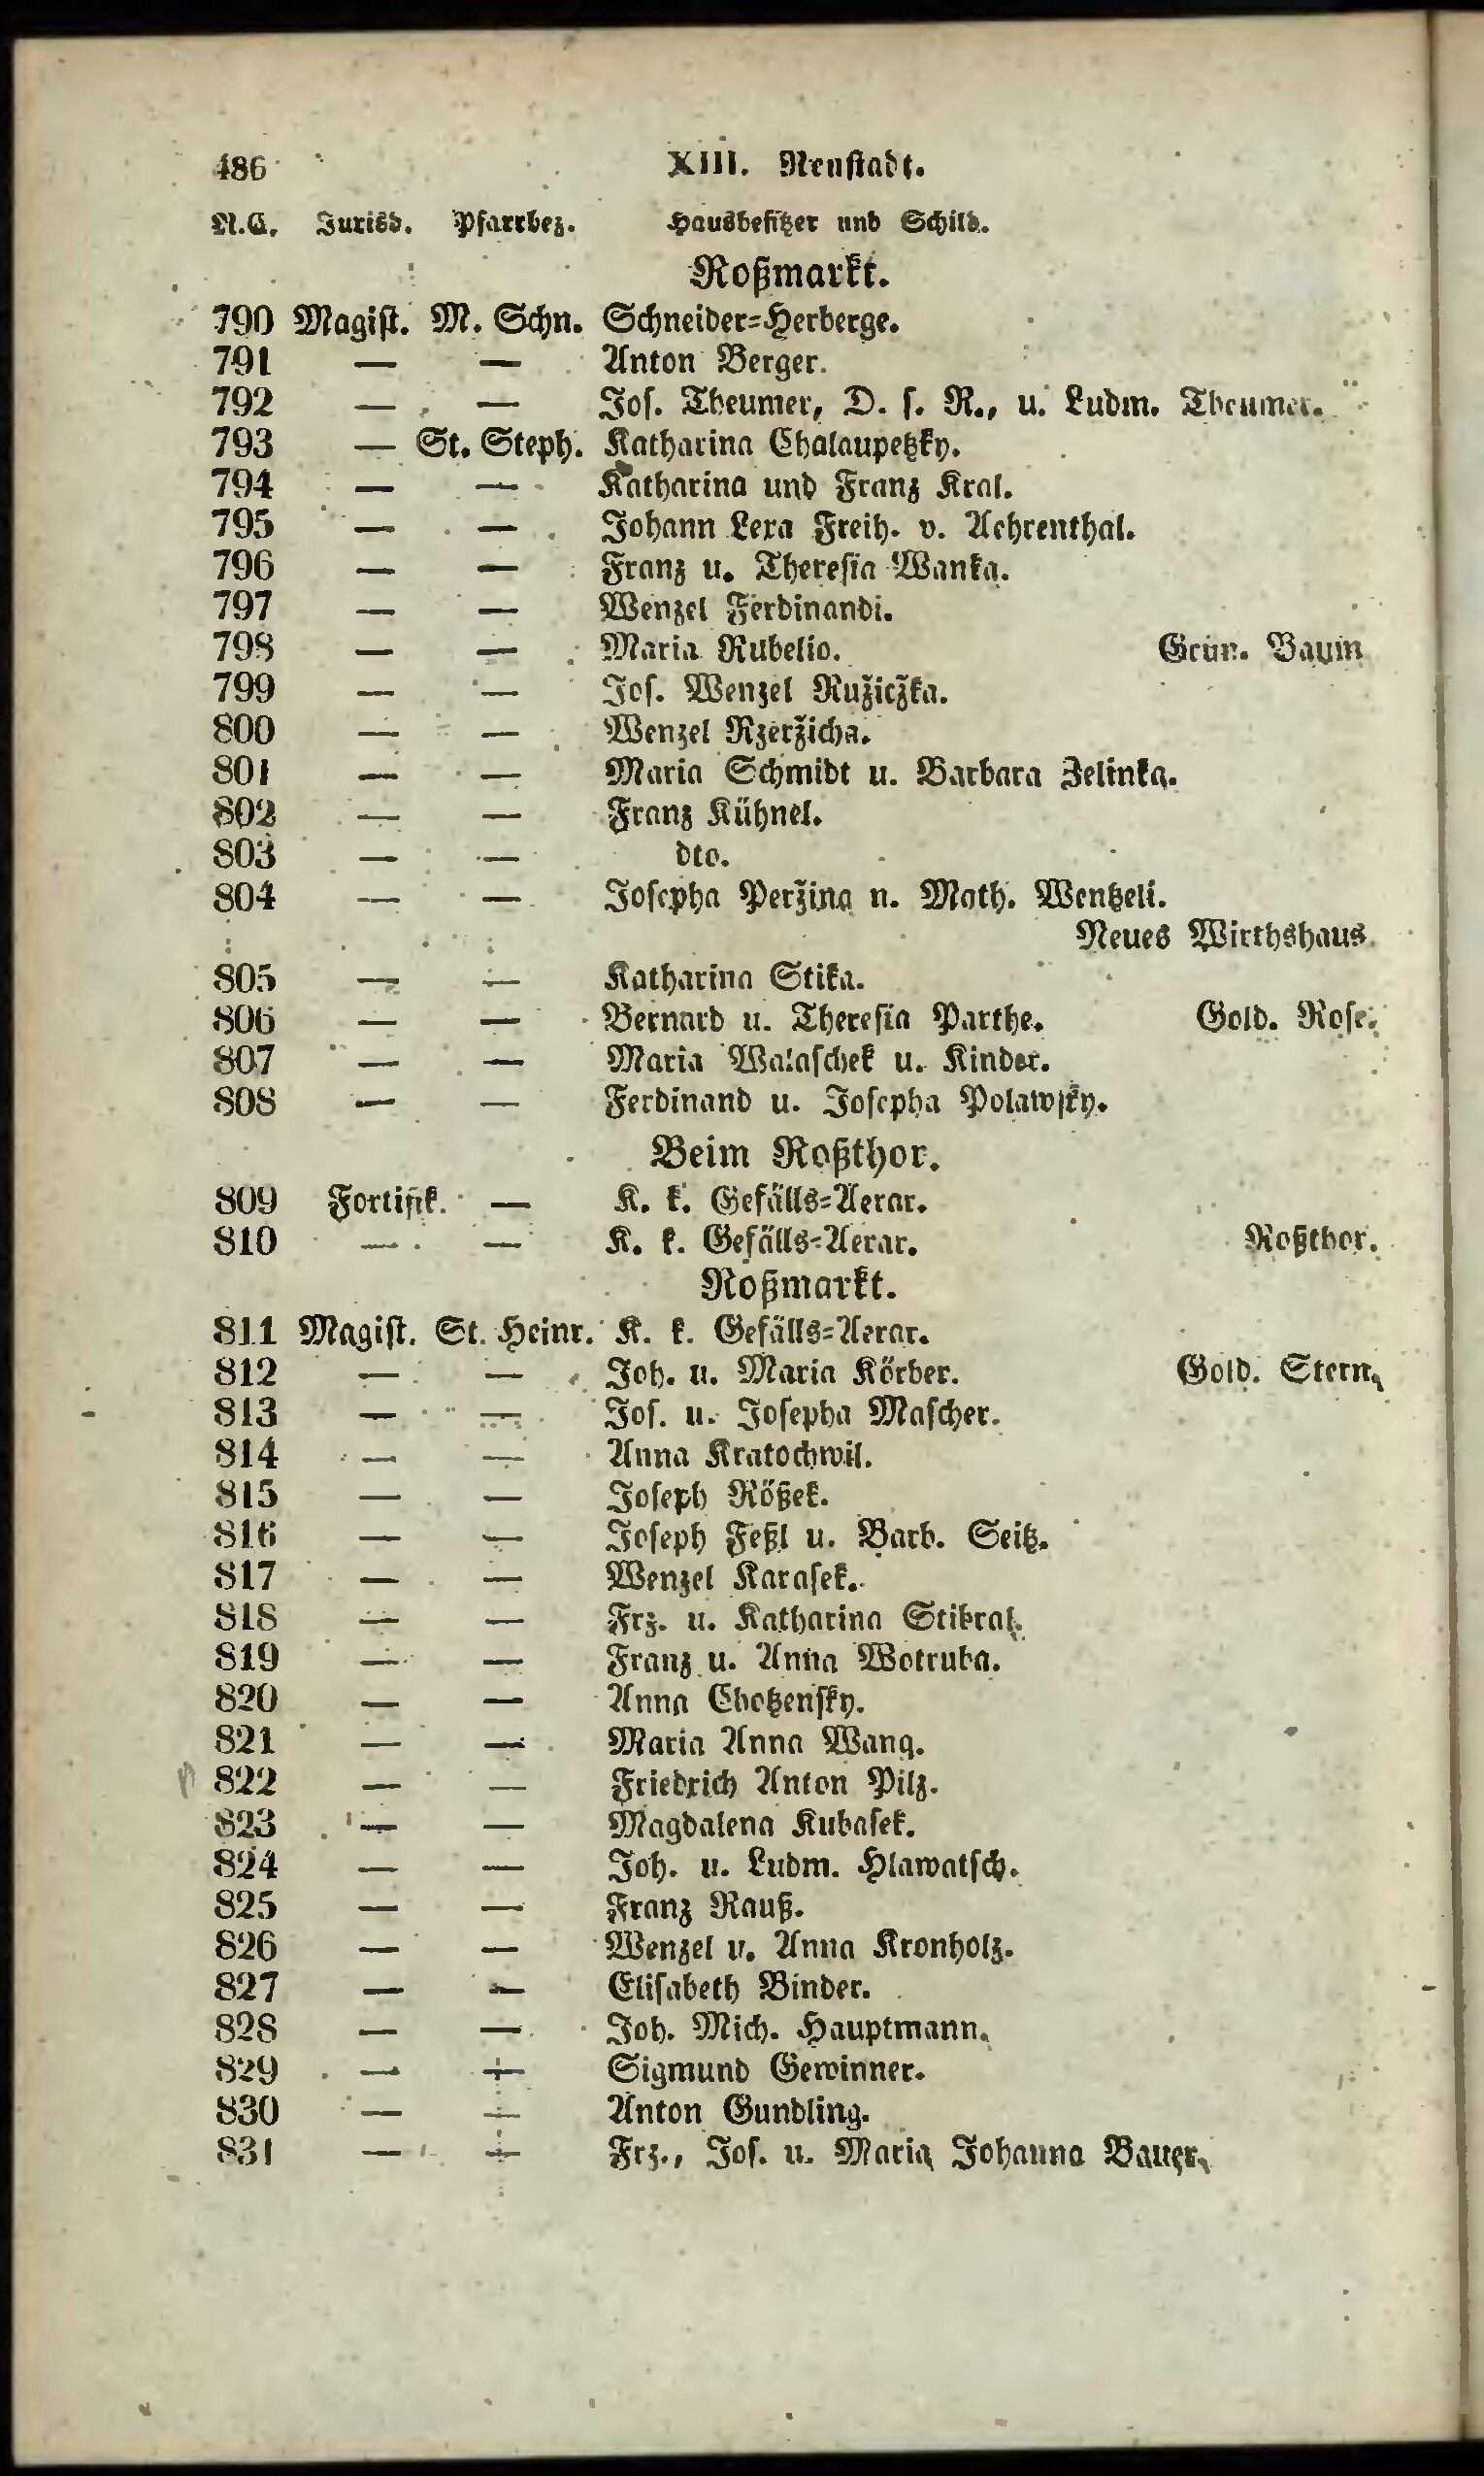 486 XIII. Neustadt.
N.C. Jurisd. Pfarrbez. Hausbesitzer und Schild.
Roßmarkt.
790 Magist. M. Schn. Schneider=Herberge.
791 — — Anton Berger.
792 — — Jos. Theumer, D. s. R., u. Ludm. Theumer.
793 — St. Steph. Katharina Chalaupetzky.
794 — — Katharina und Franz Kral.
795 — — Johann Lexa Freih. v. Aehrenthal.
796 — — Franz u. Theresia Wanka.
797 — — Wenzel Ferdinandi.
798 — — Maria Rubelio. Grün. Baum
799 — — Jos. Wenzel Ružiczka.
800 — — Wenzel Rzeržicha.
801 — — Maria Schmidt u. Barbara Zelinka.
802 — — Franz Kühnel.
803 — — dto.
804 — — Josepha Peržina n. Math. Wentzeli.
Neues Wirthshaus
805 — — Katharina Stika.
806 — — Bernard u. Theresia Parthe. Gold. Rose.
807 — — Maria Walaschek u. Kinder.
808 — — Ferdinand u. Josepha Polawsky.
Beim Roßthor.
809 Fortifik. — K. k. Gefälls=Aerar.
810 — — K. k. Gefälls=Aerar. Roßthor.
Roßmarkt.
811 Magist. St. Heinr. K. k. Gefälls=Aerar.
812 — — Joh. u. Maria Körber. Gold. Stern.
813 — — Jos. u. Josepha Mascher.
814 — — Anna Kratochwil.
815 — — Joseph Rößek.
816 — — Joseph Feßl u. Barb. Seitz.
817 — — Wenzel Karasek.
818 — — Frz. u. Katharina Stibral.
819 — — Franz u. Anna Wotruba.
820 — — Anna Chotzensky.
821 — — Maria Anna Wang.
822 — — Friedrich Anton Pilz.
823 — — Magdalena Kubasek.
824 — — Joh. u. Ludm. Hlawatsch.
825 — — Franz Rauß.
826 — — Wenzel u. Anna Kronholz.
827 — — Elisabeth Binder.
828 — — Joh. Mich. Hauptmann.
829 — — Sigmund Gewinner.
830 — — Anton Gundling.
831 — — Frz., Jos. u. Maria Johanna Bauer.